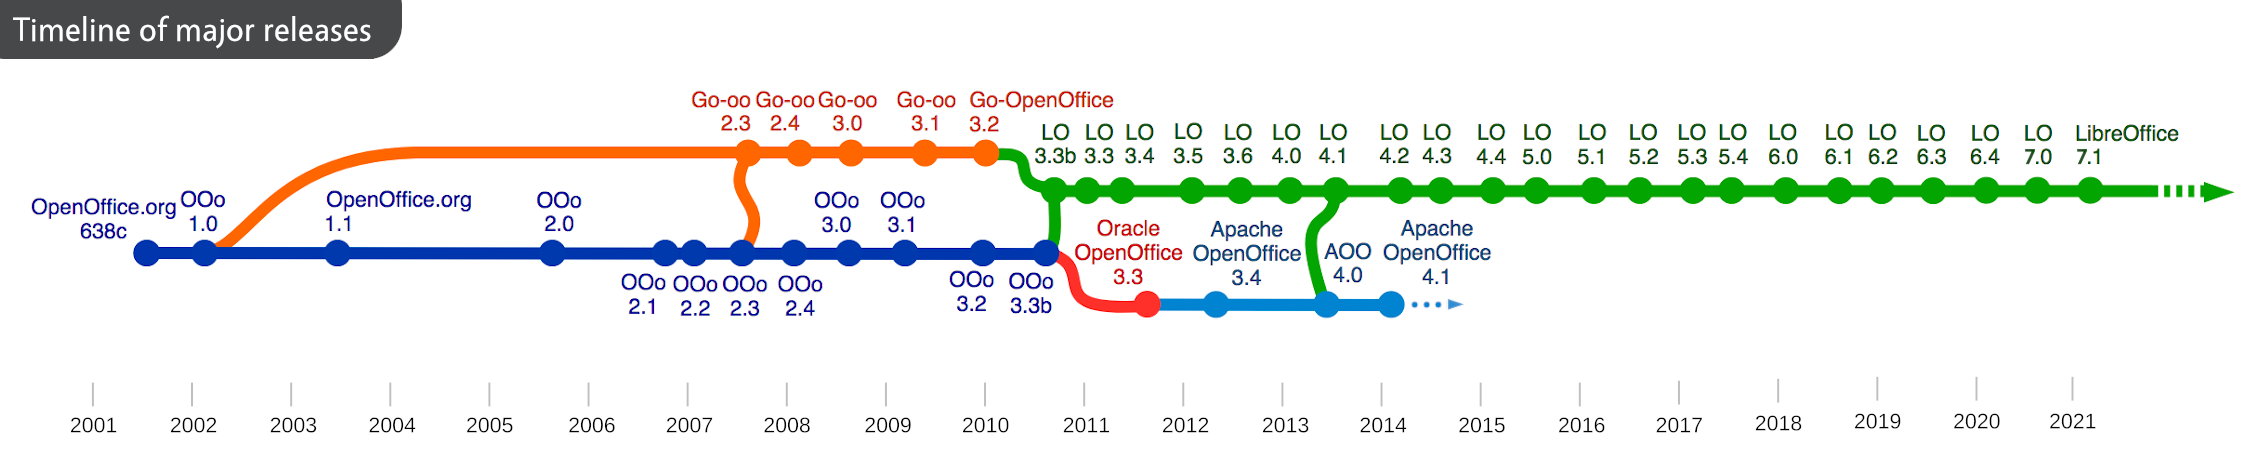 Timeline of major releases
Go-oo Go-oo Go-oo Go-oo Go-OpenOffice
2.3 2.4 3.0 3.1 3.2
LO LO LO LO LO LO LO LO LO LO LO LO LO LO LO LO LO LO LO LO LO LibreOffice
3.3b 3.3 3.4 3.5 3.6 4.0 4.1 4.2 4.3 4.4 5.0 5.1 5.2 5.3 5.4 6.0 6.1 6.2 6.3 6.4 7.0 7.1
OpenOffice.org OOo OpenOffice.org OOo OOo OOo
638c 1.0 1.1 2.0 3.0 3.1
Oracle Apache Apache
OpenOffice OpenOffice AOO OpenOffice
3.3 3.4 4.0 4.1
OOo OOo OOo OOo OOo OOo
2.1 2.2 2.3 2.4 3.2 3.3b
2001 2002 2003 2004 2005 2006 2007 2008 2009 2010 2011 2012 2013 2014 2015 2016 2017 2018 2019 2020 2021